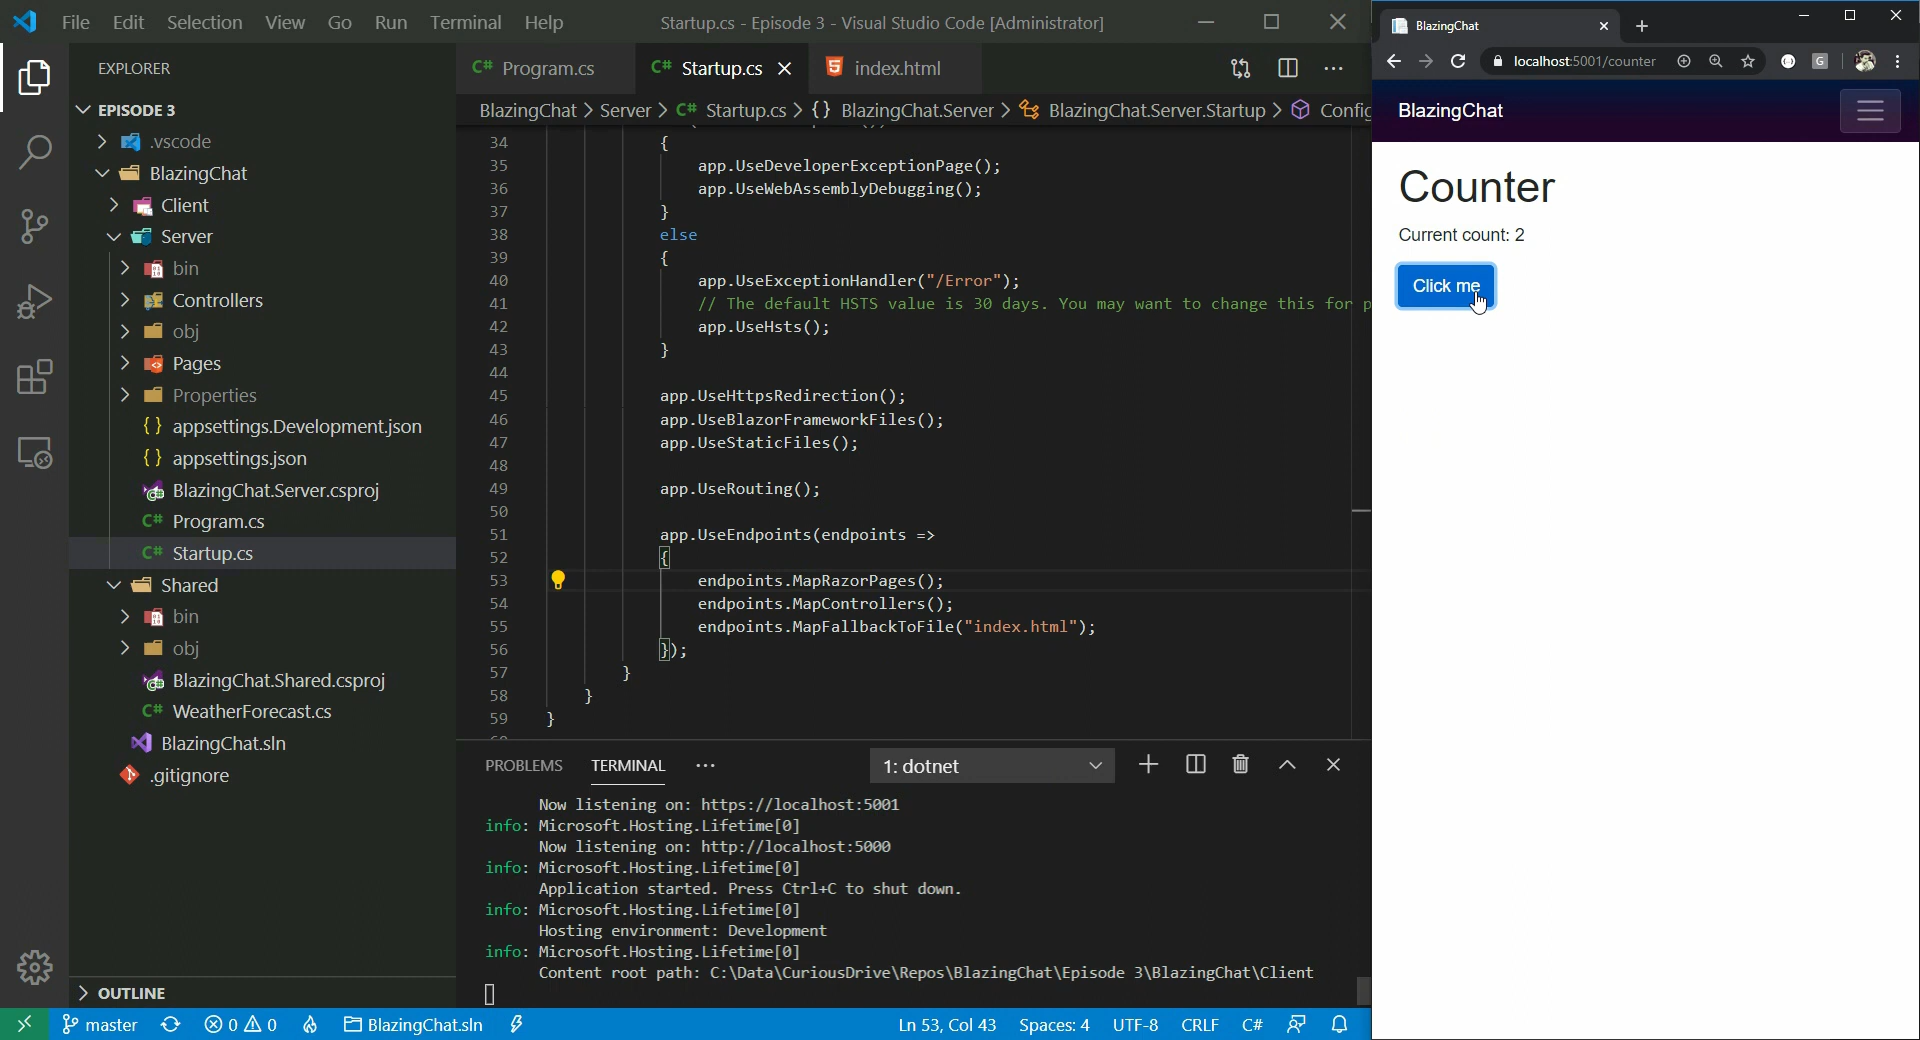 File Edit Selection View Go Run Terminal Help
Startup.cs - Episode 3 - Visual Studio Code [Administrator]
EXPLORER
EPISODE 3
.vscode
BlazingChat
Client
Server
bin
Controllers
obj
Pages
Properties
{ } appsettings.Development.json
{ } appsettings.json
BlazingChat.Server.csproj
C# Program.cs
C# Startup.cs
Shared
bin
obj
BlazingChat.Shared.csproj
C# WeatherForecast.cs
BlazingChat.sln
.gitignore
OUTLINE
C# Program.cs
C# Startup.cs
index.html
BlazingChat > Server > C# Startup.cs > {} BlazingChat.Server > BlazingChat.Server.Startup > Config
34 {
35 app.UseDeveloperExceptionPage();
36 app.UseWebAssemblyDebugging();
37 }
38 else
39 {
40 app.UseExceptionHandler("/Error");
41 // The default HSTS value is 30 days. You may want to change this for p
42 app.UseHsts();
43 }
44
45 app.UseHttpsRedirection();
46 app.UseBlazorFrameworkFiles();
47 app.UseStaticFiles();
48
49 app.UseRouting();
50
51 app.UseEndpoints(endpoints =>
52 {
53 endpoints.MapRazorPages();
54 endpoints.MapControllers();
55 endpoints.MapFallbackToFile("index.html");
56 });
57 }
58 }
59 }
PROBLEMS TERMINAL ··· 1: dotnet
Now listening on: https://localhost:5001
info: Microsoft.Hosting.Lifetime[0]
Now listening on: http://localhost:5000
info: Microsoft.Hosting.Lifetime[0]
Application started. Press Ctrl+C to shut down.
info: Microsoft.Hosting.Lifetime[0]
Hosting environment: Development
info: Microsoft.Hosting.Lifetime[0]
Content root path: C:\Data\CuriousDrive\Repos\BlazingChat\Episode 3\BlazingChat\Client
master 0 0 BlazingChat.sln
Ln 53, Col 43 Spaces: 4 UTF-8 CRLF C#
BlazingChat
localhost:5001/counter
G
BlazingChat
Counter
Current count: 2
Click me